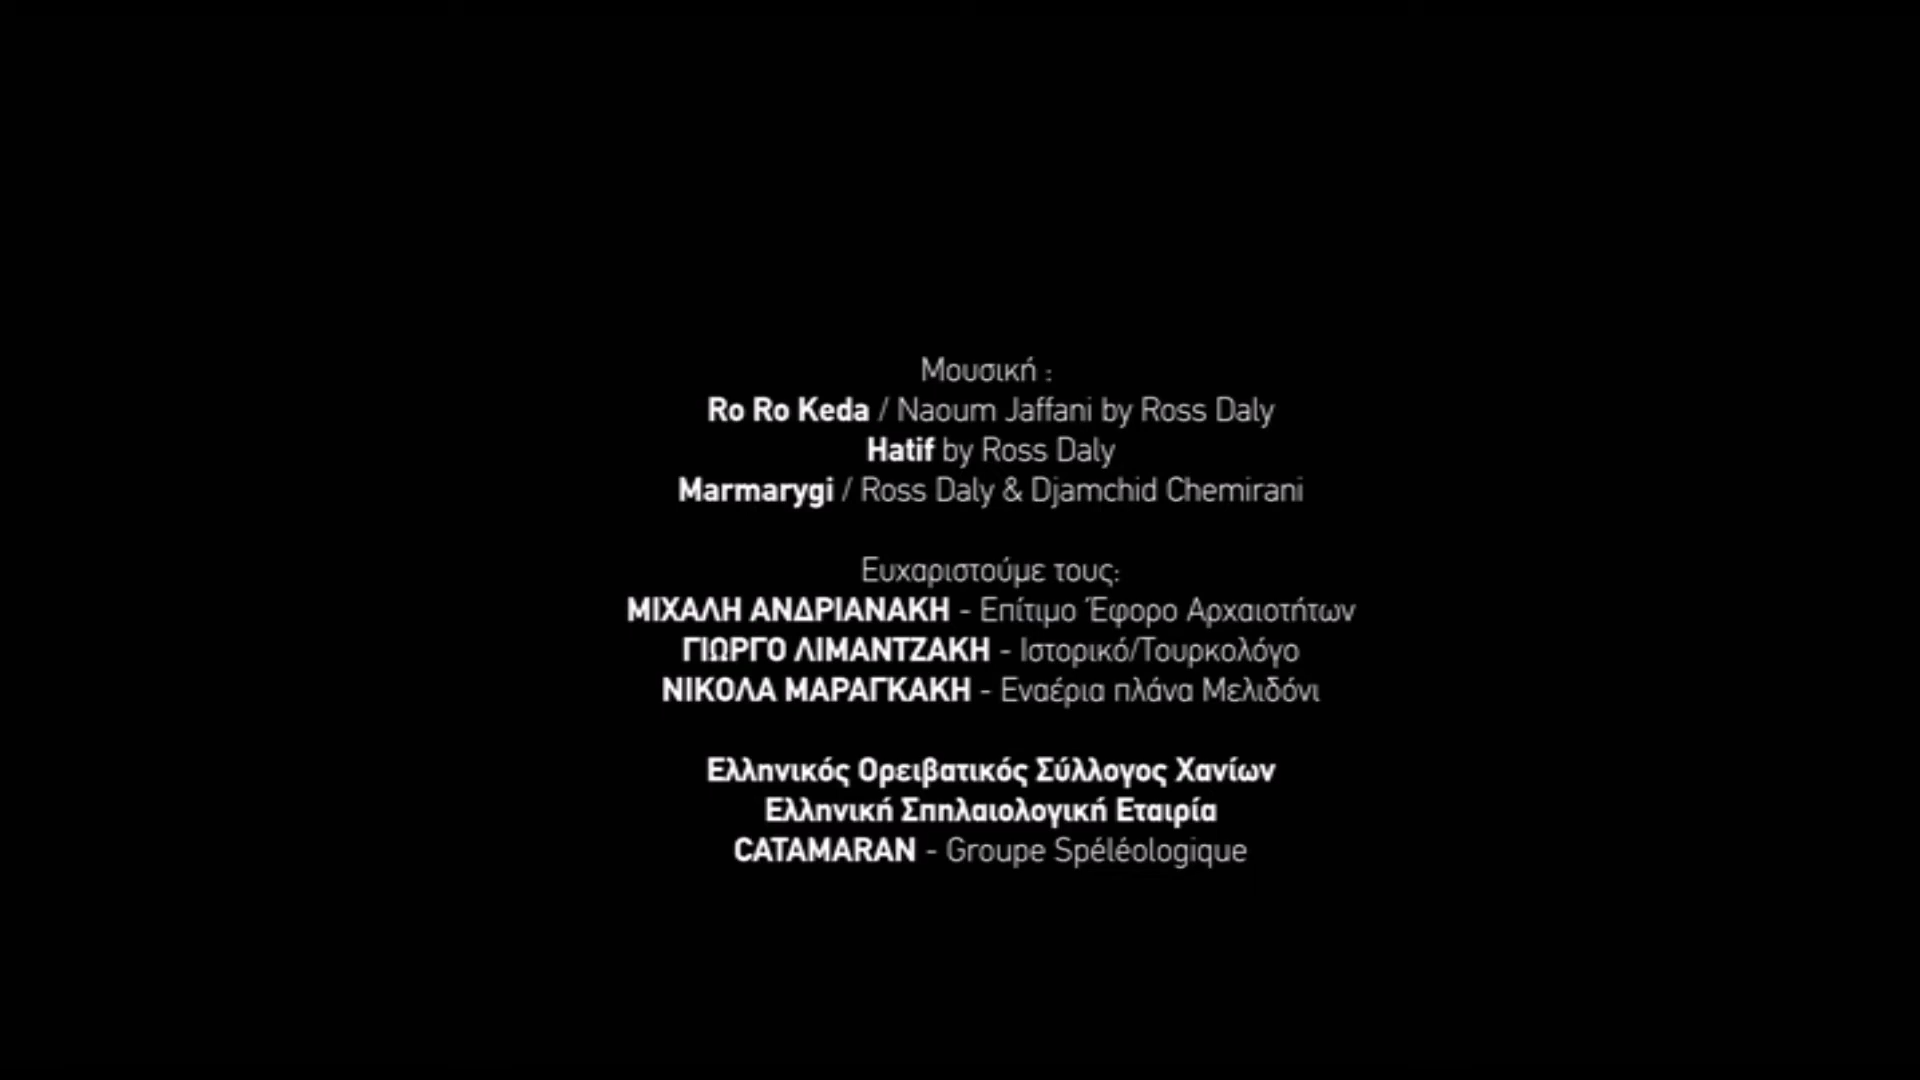 Μουσική :
Ro Ro Keda / Naoum Jaffani by Ross Daly
Hatif by Ross Daly
Marmarygi / Ross Daly & Djamchid Chemirani
Ευχαριστούμε τους:
ΜΙΧΑΛΗ ΑΝΔΡΙΑΝΑΚΗ - Επίτιμο Έφορο Αρχαιοτήτων
ΓΙΩΡΓΟ ΛΙΜΑΝΤΖΑΚΗ - Ιστορικό/Τουρκολόγο
ΝΙΚΟΛΑ ΜΑΡΑΓΚΑΚΗ - Εναέρια πλάνα Μελιδόνι
Ελληνικός Ορειβατικός Σύλλογος Χανίων
Ελληνική Σπηλαιολογική Εταιρία
CATAMARAN - Groupe Spéléologique